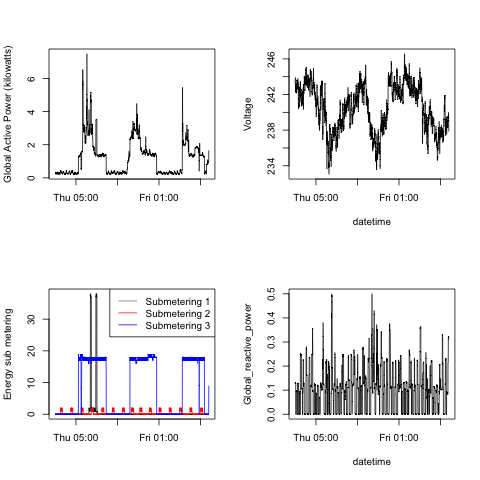 Global Active Power (kilowatts)
0 2 4 6
Thu 05:00 Fri 01:00
Voltage
234 238 242 246
Thu 05:00 Fri 01:00
datetime
Energy sub metering
0 10 20 30
Submetering 1
Submetering 2
Submetering 3
Thu 05:00 Fri 01:00
Global_reactive_power
0.0 0.1 0.2 0.3 0.4 0.5
Thu 05:00 Fri 01:00
datetime